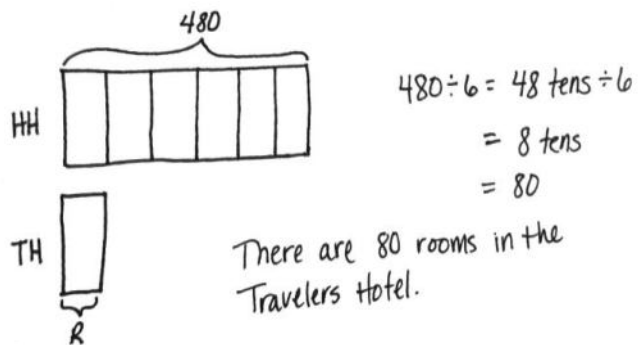 480
HH
480÷6 = 48 tens ÷6
= 8 tens
= 80
TH
R
There are 80 rooms in the
Travelers Hotel.